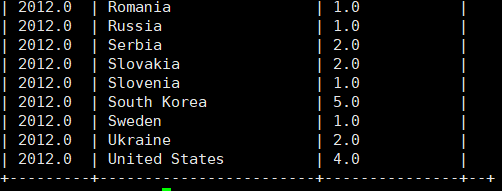 | 2012.0  | Romania               | 1.0           |
| 2012.0  | Russia                | 1.0           |
| 2012.0  | Serbia                | 2.0           |
| 2012.0  | Slovakia              | 2.0           |
| 2012.0  | Slovenia              | 1.0           |
| 2012.0  | South Korea           | 5.0           |
| 2012.0  | Sweden                | 1.0           |
| 2012.0  | Ukraine               | 2.0           |
| 2012.0  | United States         | 4.0           |
+---------+-----------------------+---------------+--+